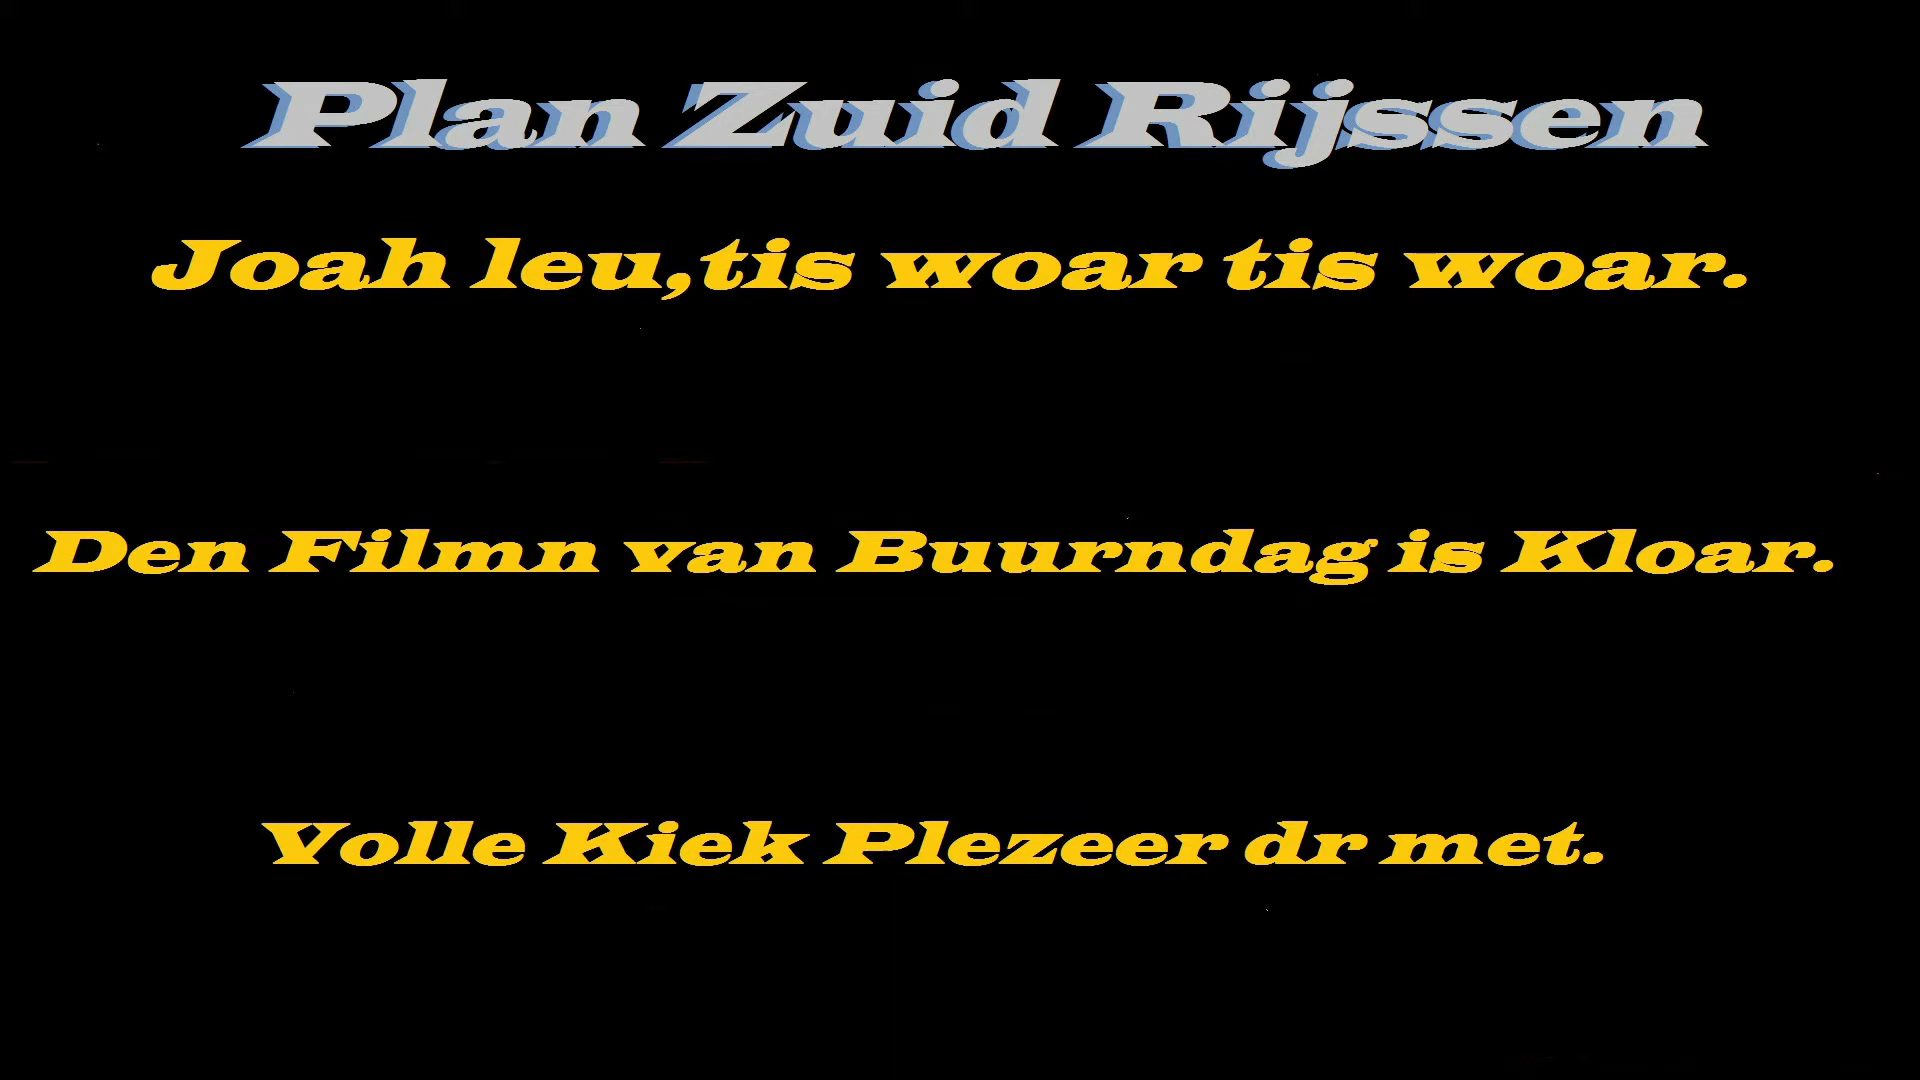 Plan Zuid Rijssen
Joah leu,tis woar tis woar.
Den Filmn van Buurndag is Kloar.
Volle Kiek Plezeer dr met.